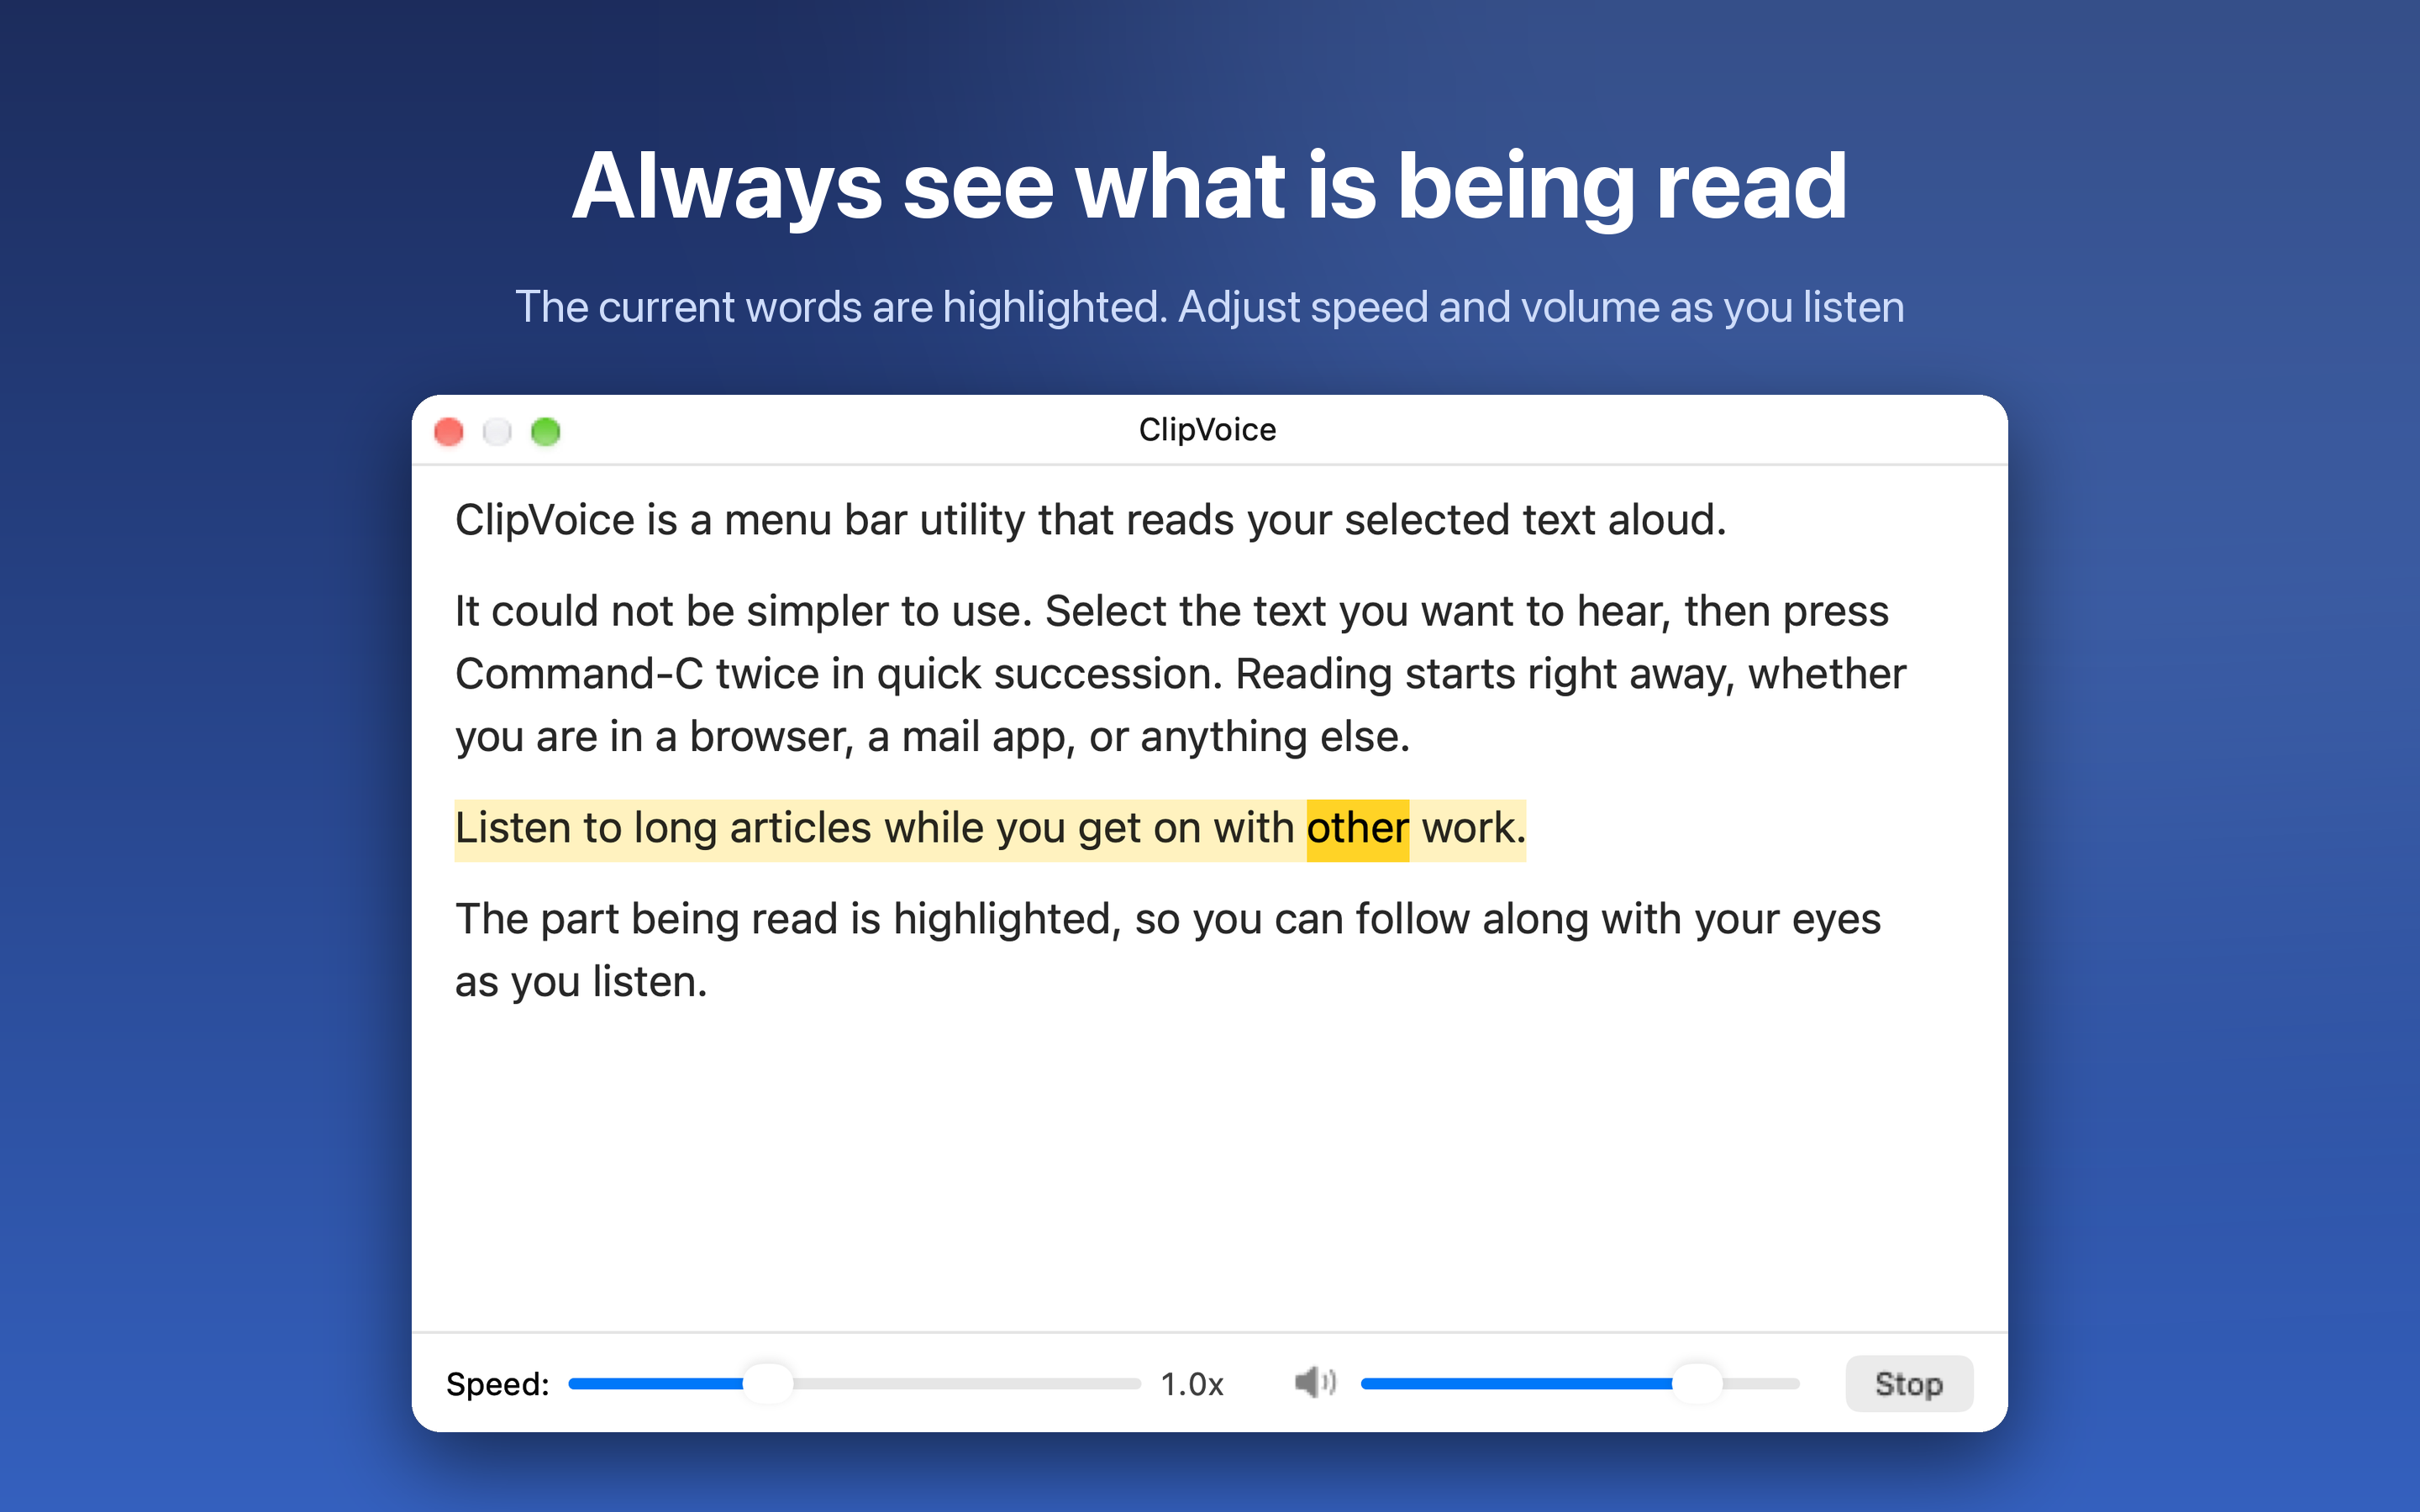 Always see what is being read
The current words are highlighted. Adjust speed and volume as you listen
ClipVoice
ClipVoice is a menu bar utility that reads your selected text aloud.
It could not be simpler to use. Select the text you want to hear, then press
Command-C twice in quick succession. Reading starts right away, whether
you are in a browser, a mail app, or anything else.
Listen to long articles while you get on with other work.
The part being read is highlighted, so you can follow along with your eyes
as you listen.
Speed: 1.0x Stop